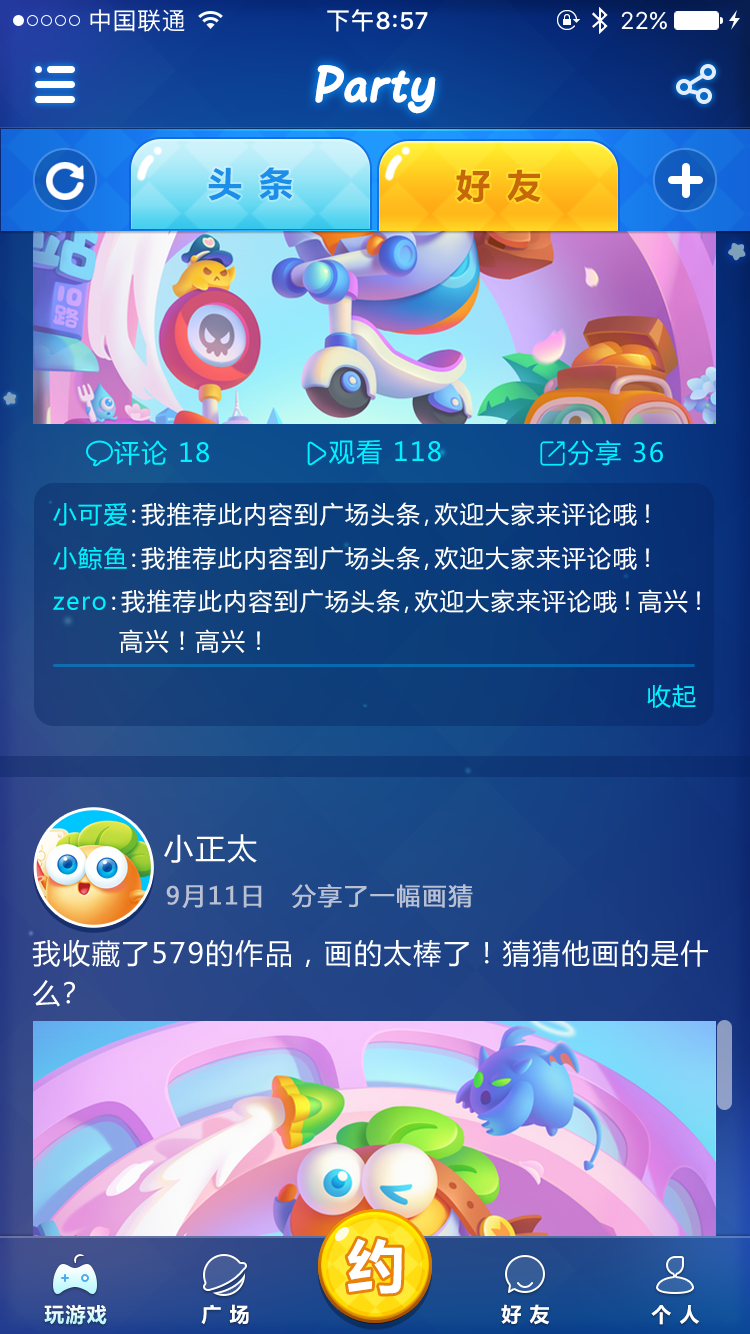 中国联通 下午8:57 22%
Party
头条 好友
10
路
评论 18 观看 118 分享 36
小可爱:我推荐此内容到广场头条,欢迎大家来评论哦!
小鲸鱼:我推荐此内容到广场头条,欢迎大家来评论哦!
zero:我推荐此内容到广场头条,欢迎大家来评论哦!高兴!
高兴!高兴!
收起
小正太
9月11日 分享了一幅画猜
我收藏了579的作品，画的太棒了！猜猜他画的是什
么?
约
玩游戏 广场 好友 个人